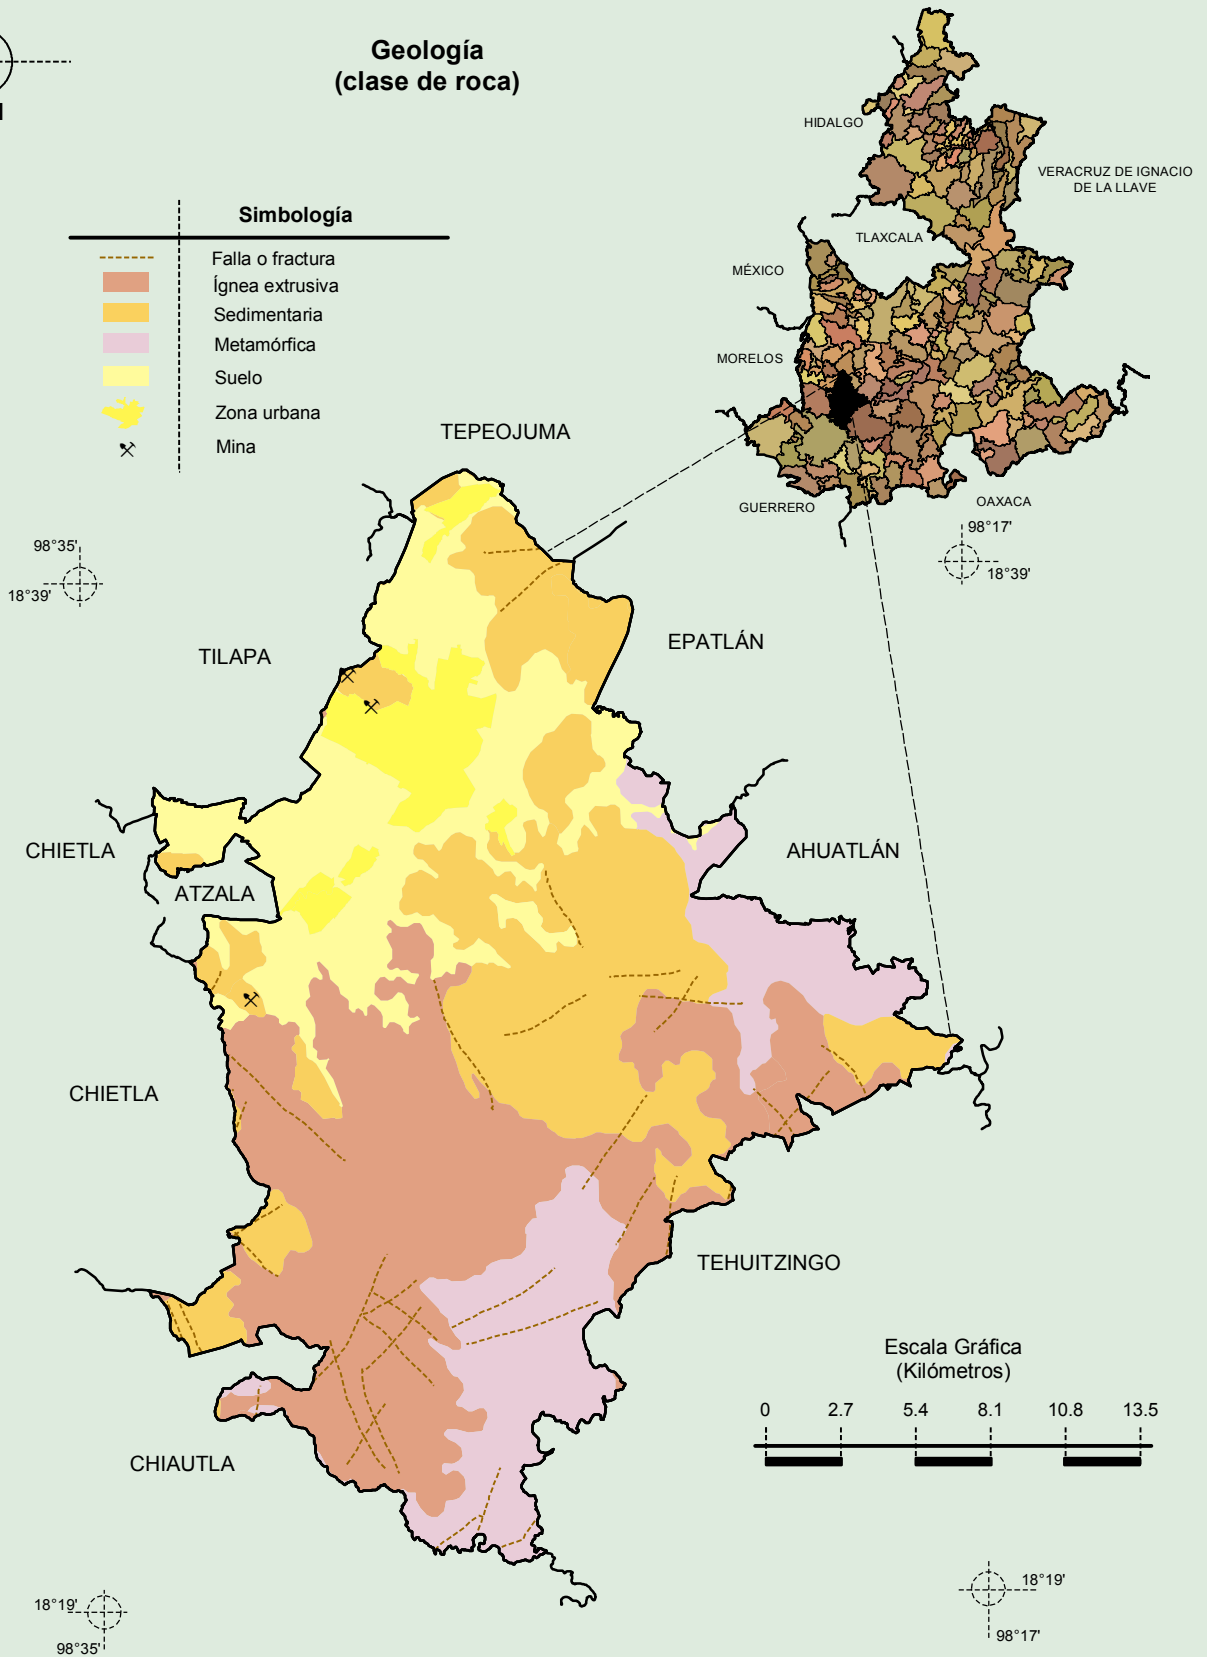 Geología
(clase de roca)
HIDALGO
VERACRUZ DE IGNACIO
DE LA LLAVE
TLAXCALA
MÉXICO
MORELOS
GUERRERO
OAXACA
Simbología
Falla o fractura
Ígnea extrusiva
Sedimentaria
Metamórfica
Suelo
Zona urbana
Mina
TEPEOJUMA
98°35'
18°39'
98°17'
18°39'
TILAPA
EPATLÁN
CHIETLA
ATZALA
AHUATLÁN
CHIETLA
TEHUITZINGO
CHIAUTLA
Escala Gráfica
(Kilómetros)
0 2.7 5.4 8.1 10.8 13.5
18°19'
98°35'
18°19'
98°17'